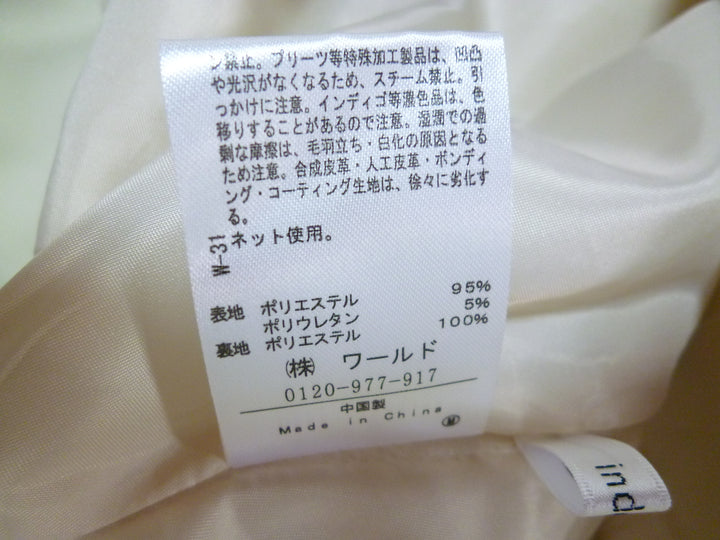 ン禁止。プリーツ等特殊加工製品は、凹凸
や光沢がなくなるため、スチーム禁止。引
っかけに注意。インディゴ等濃色品は、色
移りすることがあるので注意。湿潤での過
剰な摩擦は、毛羽立ち・白化の原因となる
ため注意。合成皮革・人工皮革・ボンディ
ング・コーティング生地は、徐々に劣化す
る。
ネット使用。
W-31
表地 ポリエステル 95%
ポリウレタン 5%
裏地 ポリエステル 100%
(株) ワールド
0120-977-917
中国製
Made in China M
ind